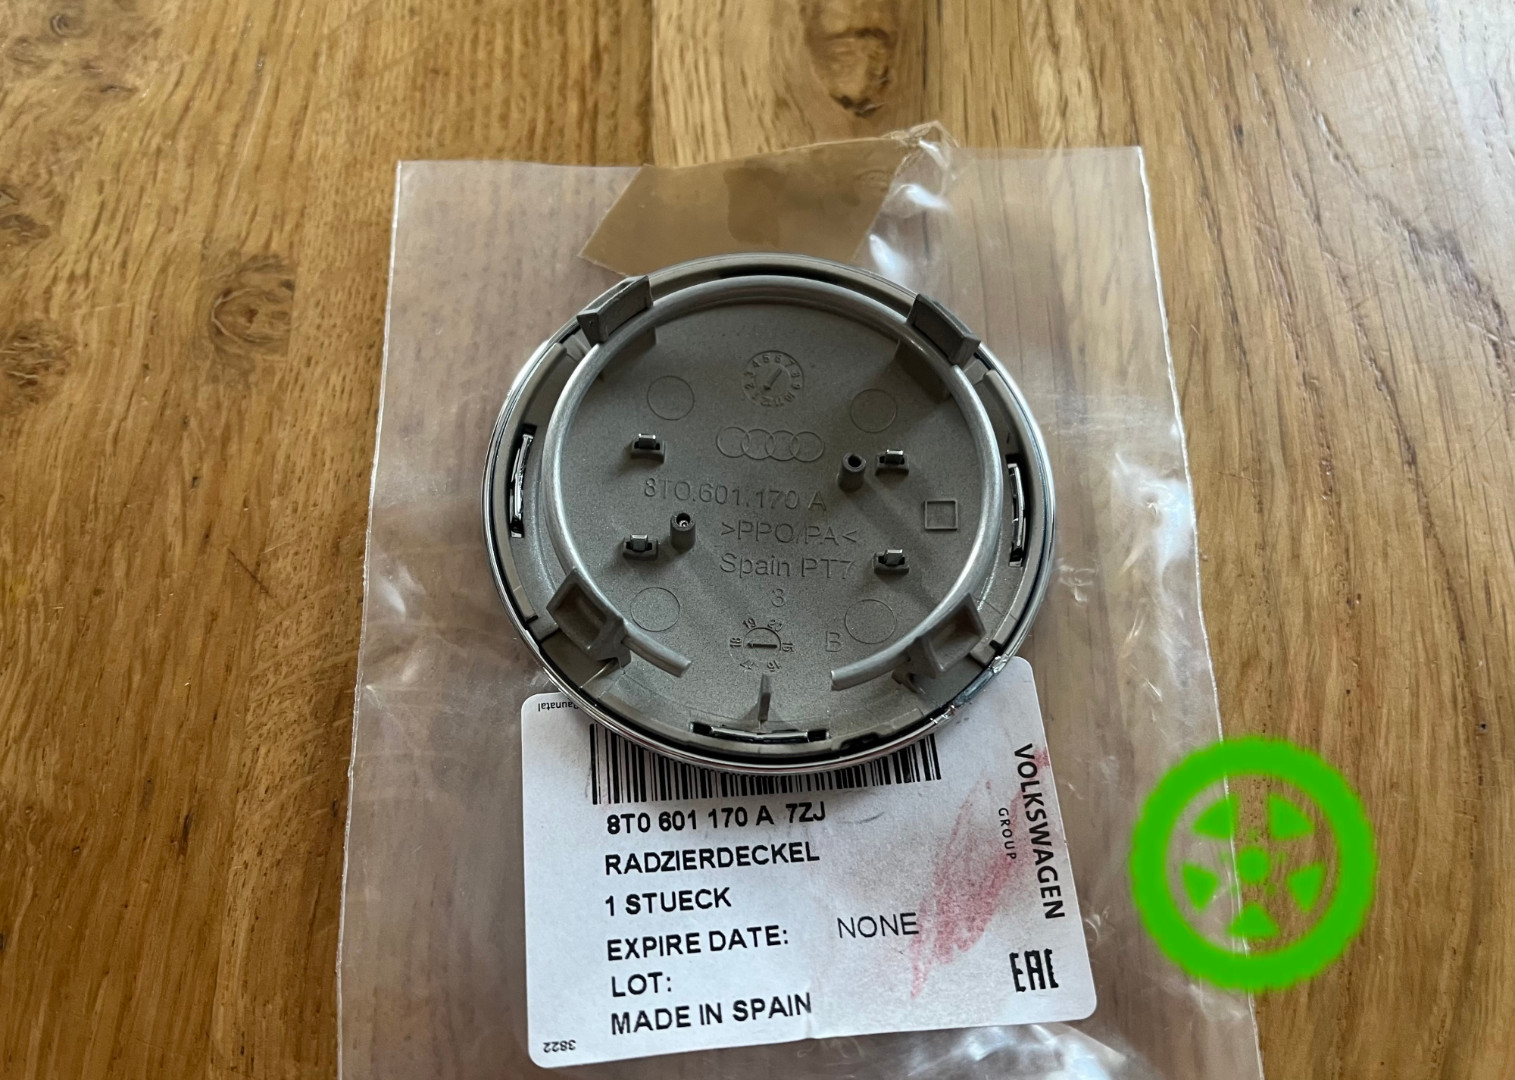 8T0.601.170 A
>PPO/PA<
Spain PT7
3
B
8T0 601 170 A 7ZJ
RADZIERDECKEL
1 STUECK
EXPIRE DATE: NONE
LOT:
MADE IN SPAIN
VOLKSWAGEN
GROUP
EAC
3822